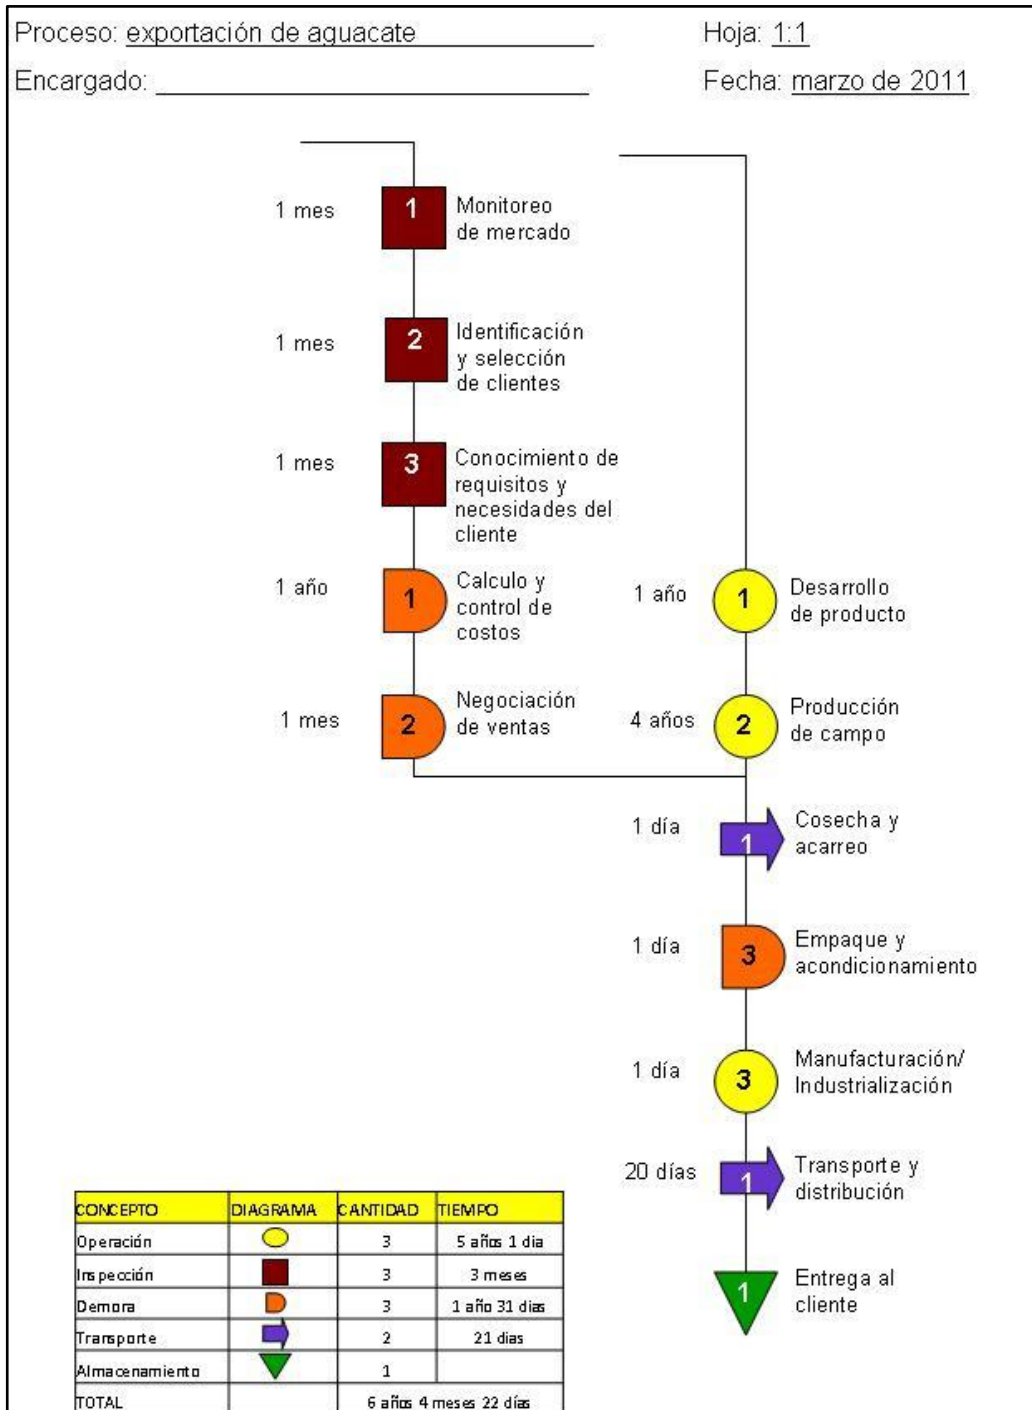 Proceso: exportación de aguacate
Hoja: 1:1
Encargado:
Fecha: marzo de 2011
1 mes
1
Monitoreo
de mercado
1 mes
2
Identificación
y selección
de clientes
1 mes
3
Conocimiento de
requisitos y
necesidades del
cliente
1 año
1
Calculo y
control de
costos
1 año
1
Desarrollo
de producto
1 mes
2
Negociación
de ventas
4 años
2
Producción
de campo
1 día
1
Cosecha y
acarreo
1 día
3
Empaque y
acondicionamiento
1 día
3
Manufacturación/
Industrialización
20 días
1
Transporte y
distribución
1
Entrega al
cliente
CONCEPTO DIAGRAMA CANTIDAD TIEMPO
Operación 3 5 años 1 dia
Inspección 3 3 meses
Demora 3 1 año 31 dias
Transporte 2 21 dias
Almacenamiento 1
TOTAL 6 años 4 meses 22 días